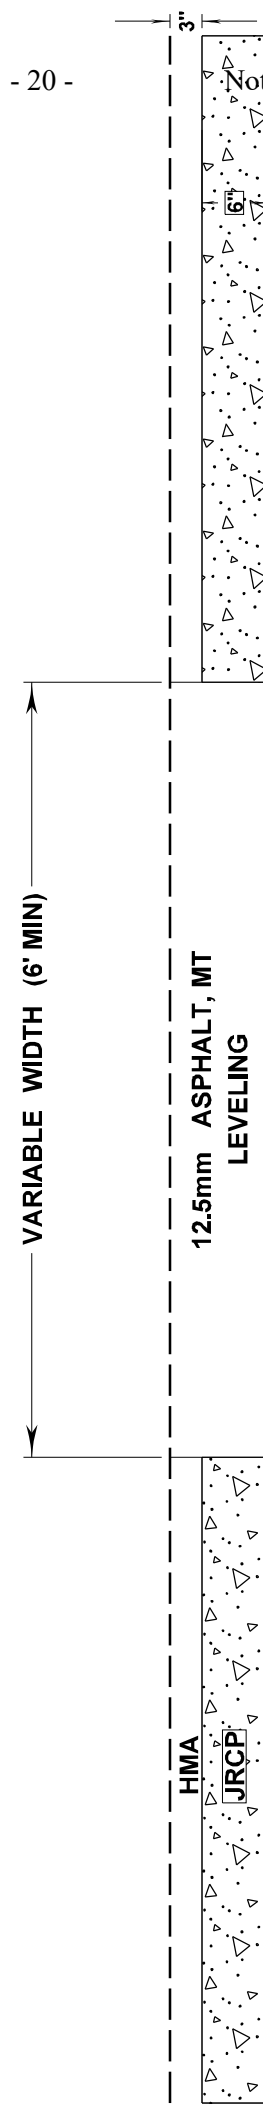 - 20 -
Not
3"
6"
VARIABLE WIDTH (6' MIN)
12.5mm ASPHALT, MT
LEVELING
HMA
JRCP